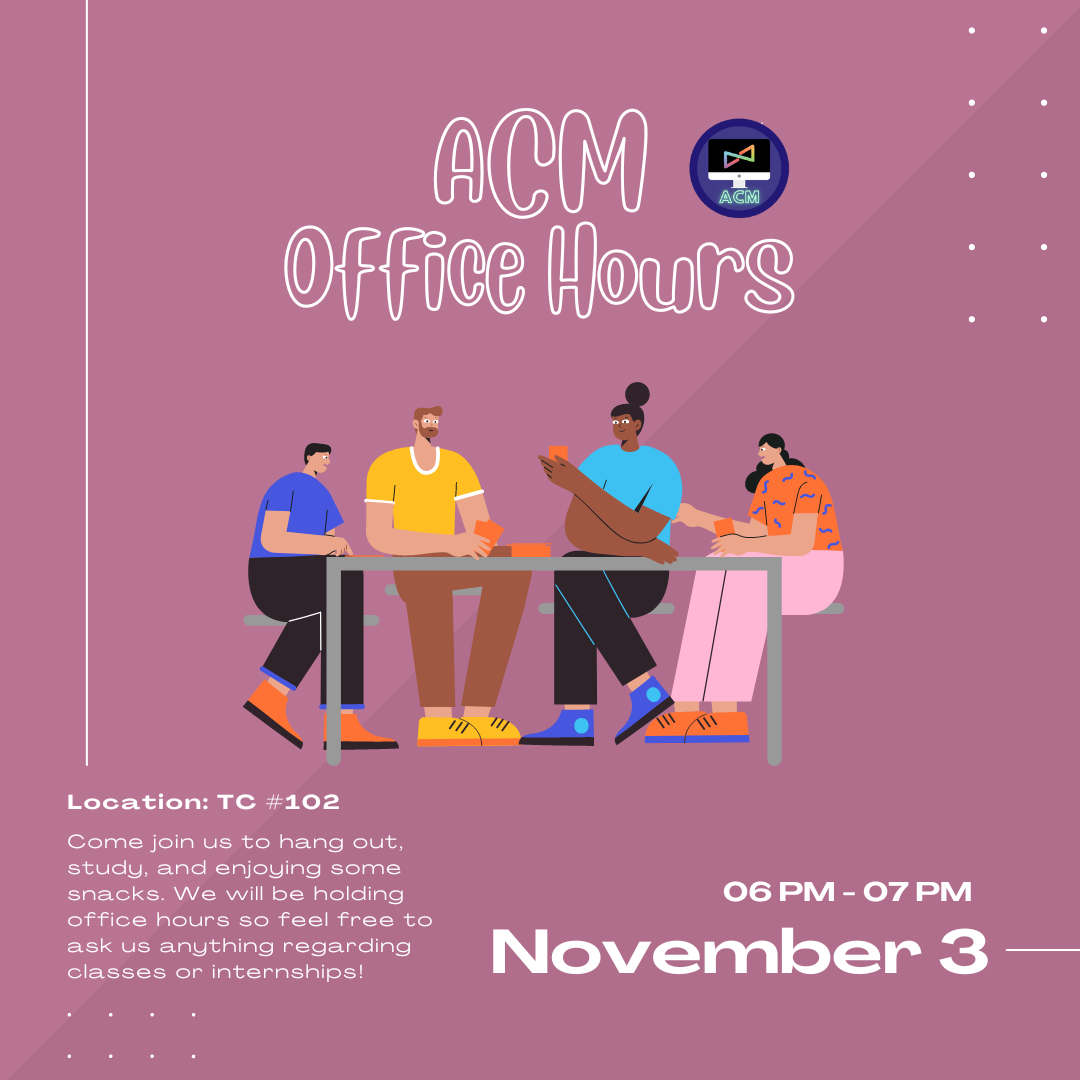 ACM
ACM
Office Hours
Location: TC #102
Come join us to hang out,
study, and enjoying some
snacks. We will be holding
office hours so feel free to
ask us anything regarding
classes or internships!
06 PM - 07 PM
November 3